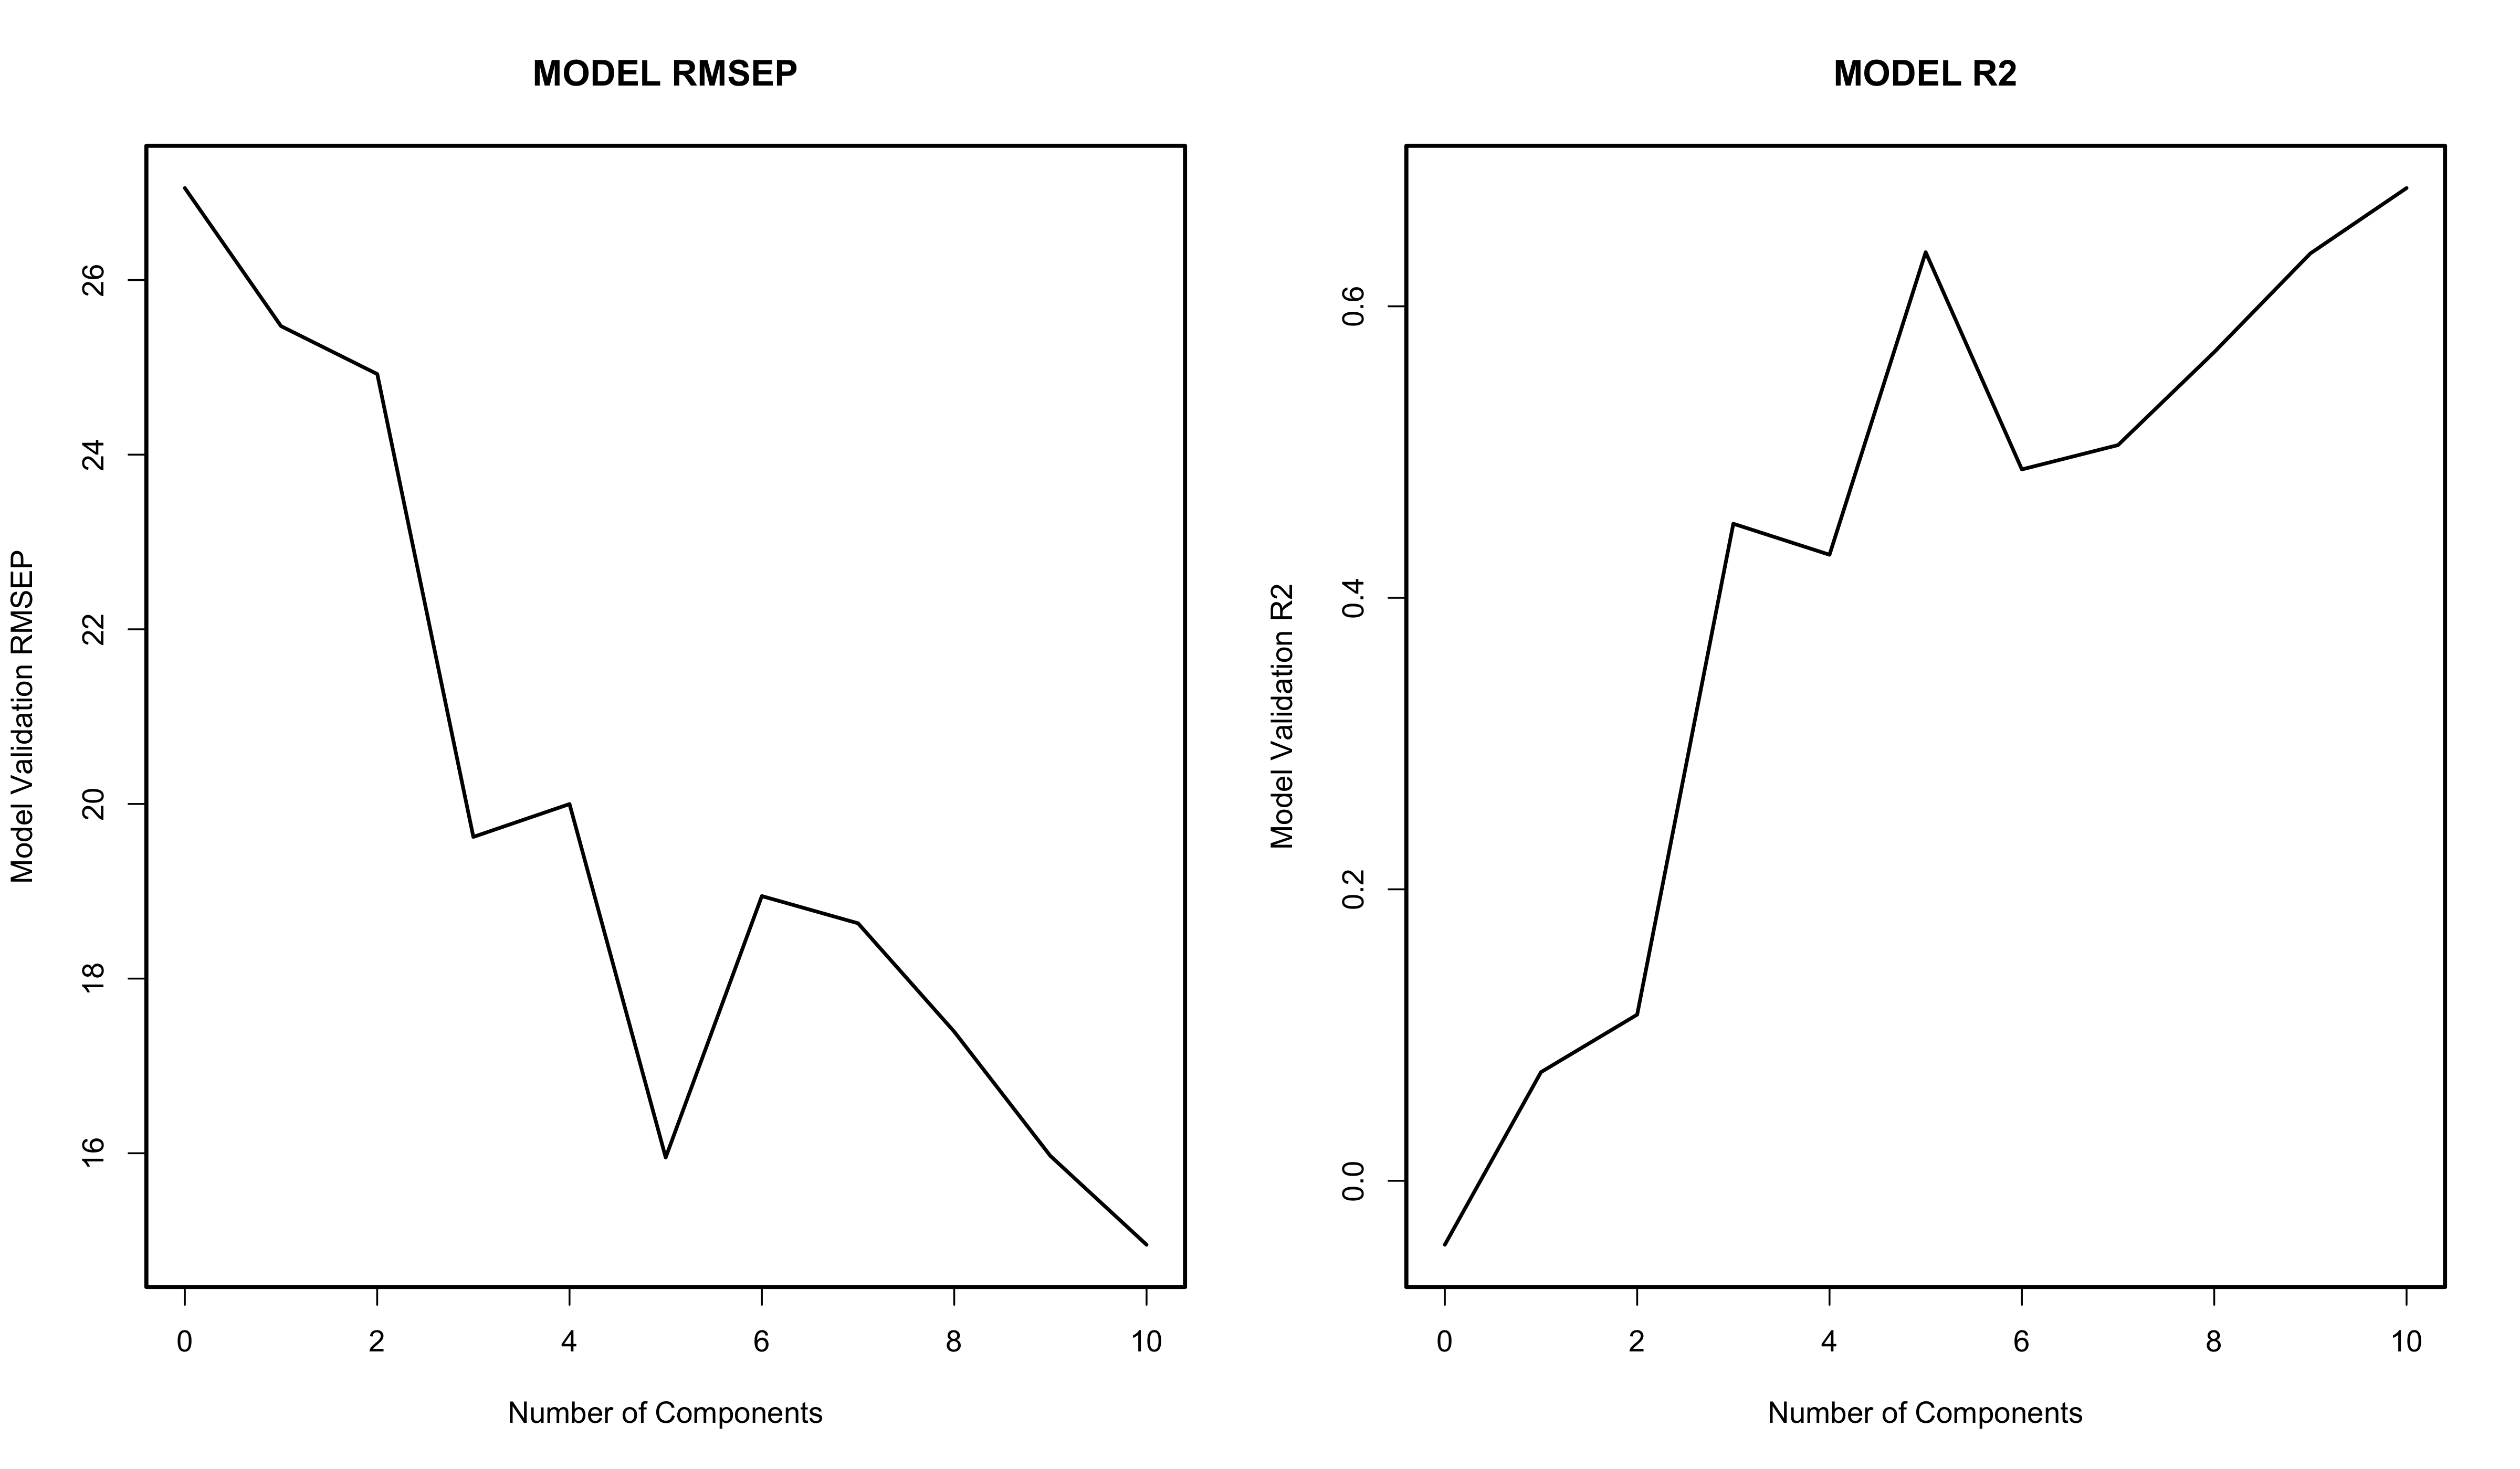 MODEL RMSEP
Model Validation RMSEP
26
24
22
20
18
16
0 2 4 6 8 10
Number of Components
MODEL R2
Model Validation R2
0.6
0.4
0.2
0.0
0 2 4 6 8 10
Number of Components